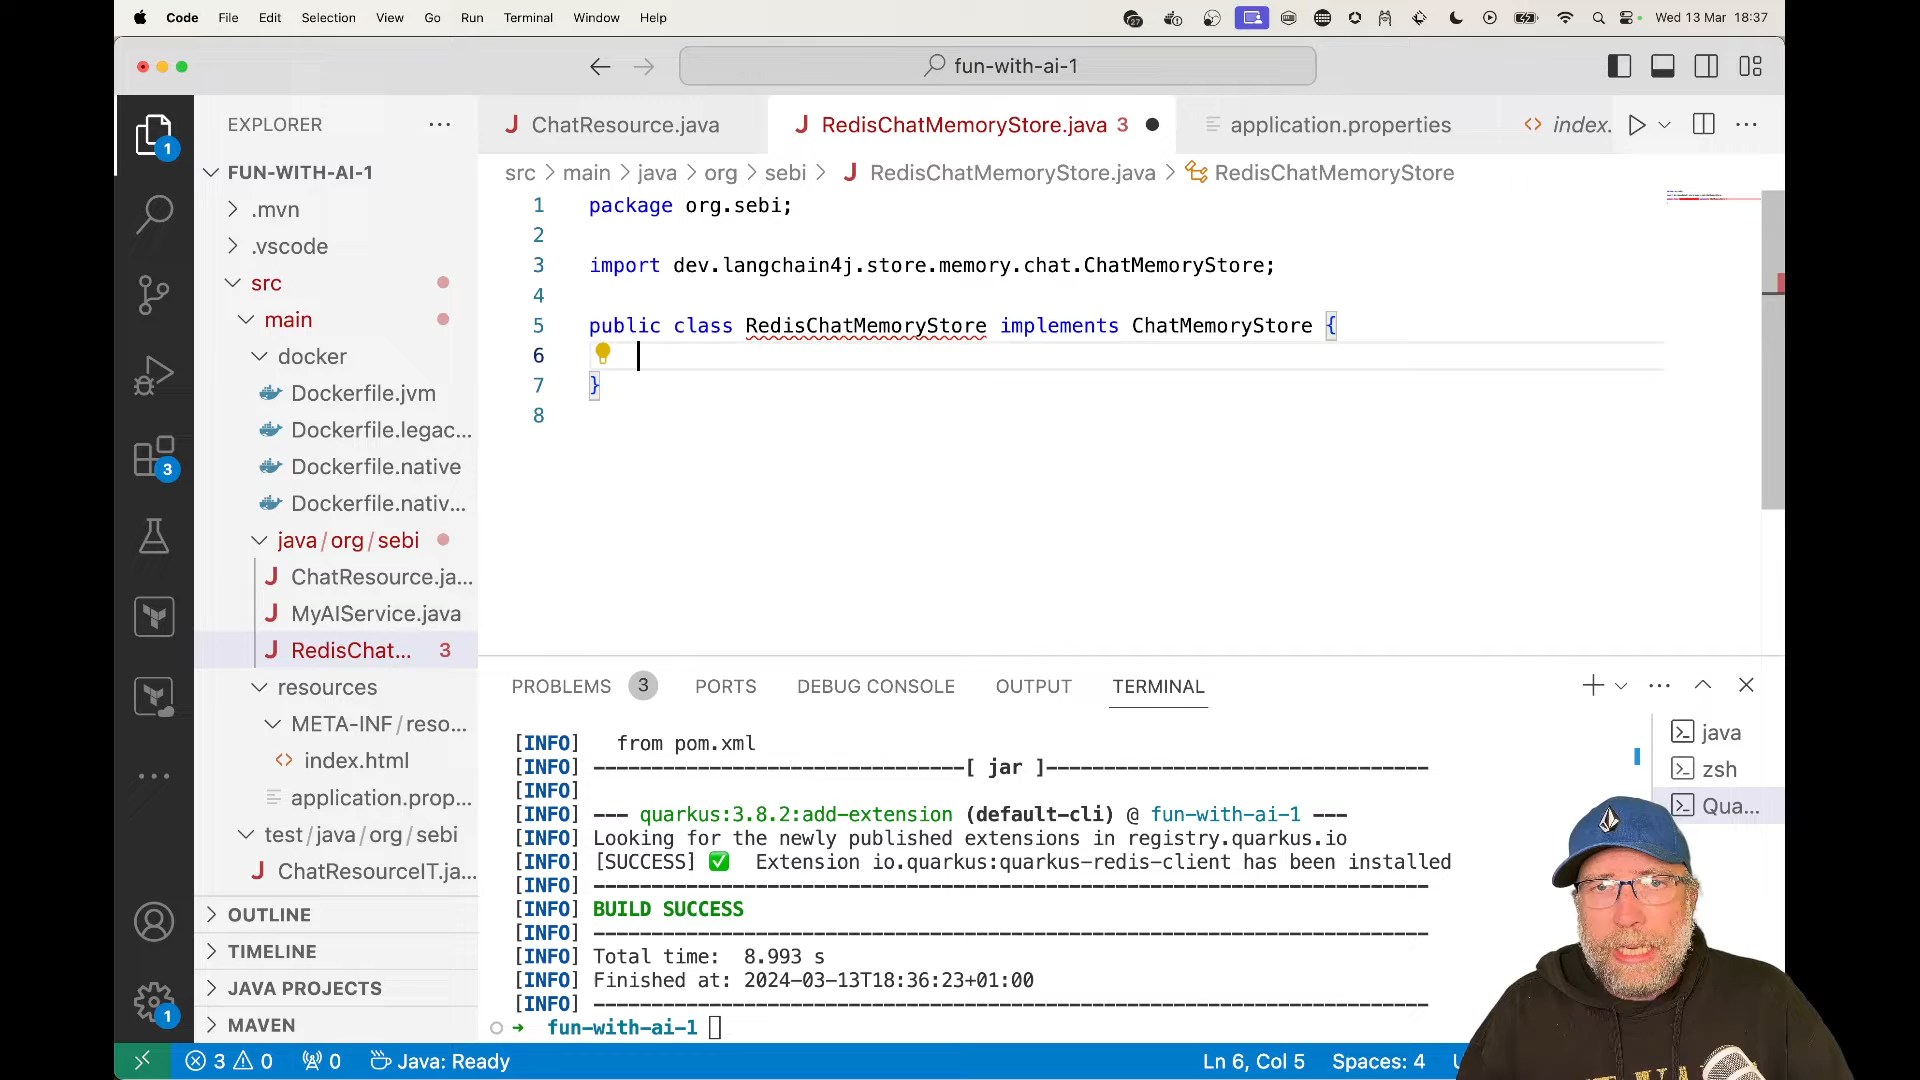 Code File Edit Selection View Go Run Terminal Window Help
27
Wed 13 Mar 18:37
fun-with-ai-1
EXPLORER
ChatResource.java
RedisChatMemoryStore.java 3
application.properties
index.
1
FUN-WITH-AI-1
src > main > java > org > sebi > RedisChatMemoryStore.java > RedisChatMemoryStore
.mvn
.vscode
src
main
docker
Dockerfile.jvm
Dockerfile.legac...
Dockerfile.native
Dockerfile.nativ...
java/org/sebi
ChatResource.ja...
MyAIService.java
RedisChat... 3
resources
META-INF/reso...
index.html
application.prop...
test/java/org/sebi
ChatResourceIT.ja...
OUTLINE
TIMELINE
JAVA PROJECTS
MAVEN
3
1
1 package org.sebi;
2
3 import dev.langchain4j.store.memory.chat.ChatMemoryStore;
4
5 public class RedisChatMemoryStore implements ChatMemoryStore {
6
7 }
8
PROBLEMS 3 PORTS DEBUG CONSOLE OUTPUT TERMINAL
[INFO]   from pom.xml
[INFO] --------------------------------[ jar ]---------------------------------
[INFO]
[INFO] --- quarkus:3.8.2:add-extension (default-cli) @ fun-with-ai-1 ---
[INFO] Looking for the newly published extensions in registry.quarkus.io
[INFO] [SUCCESS] ✅  Extension io.quarkus:quarkus-redis-client has been installed
[INFO] ------------------------------------------------------------------------
[INFO] BUILD SUCCESS
[INFO] ------------------------------------------------------------------------
[INFO] Total time:  8.993 s
[INFO] Finished at: 2024-03-13T18:36:23+01:00
[INFO] ------------------------------------------------------------------------
➜ fun-with-ai-1
java
zsh
Qua...
3 0 0 Java: Ready
Ln 6, Col 5 Spaces: 4